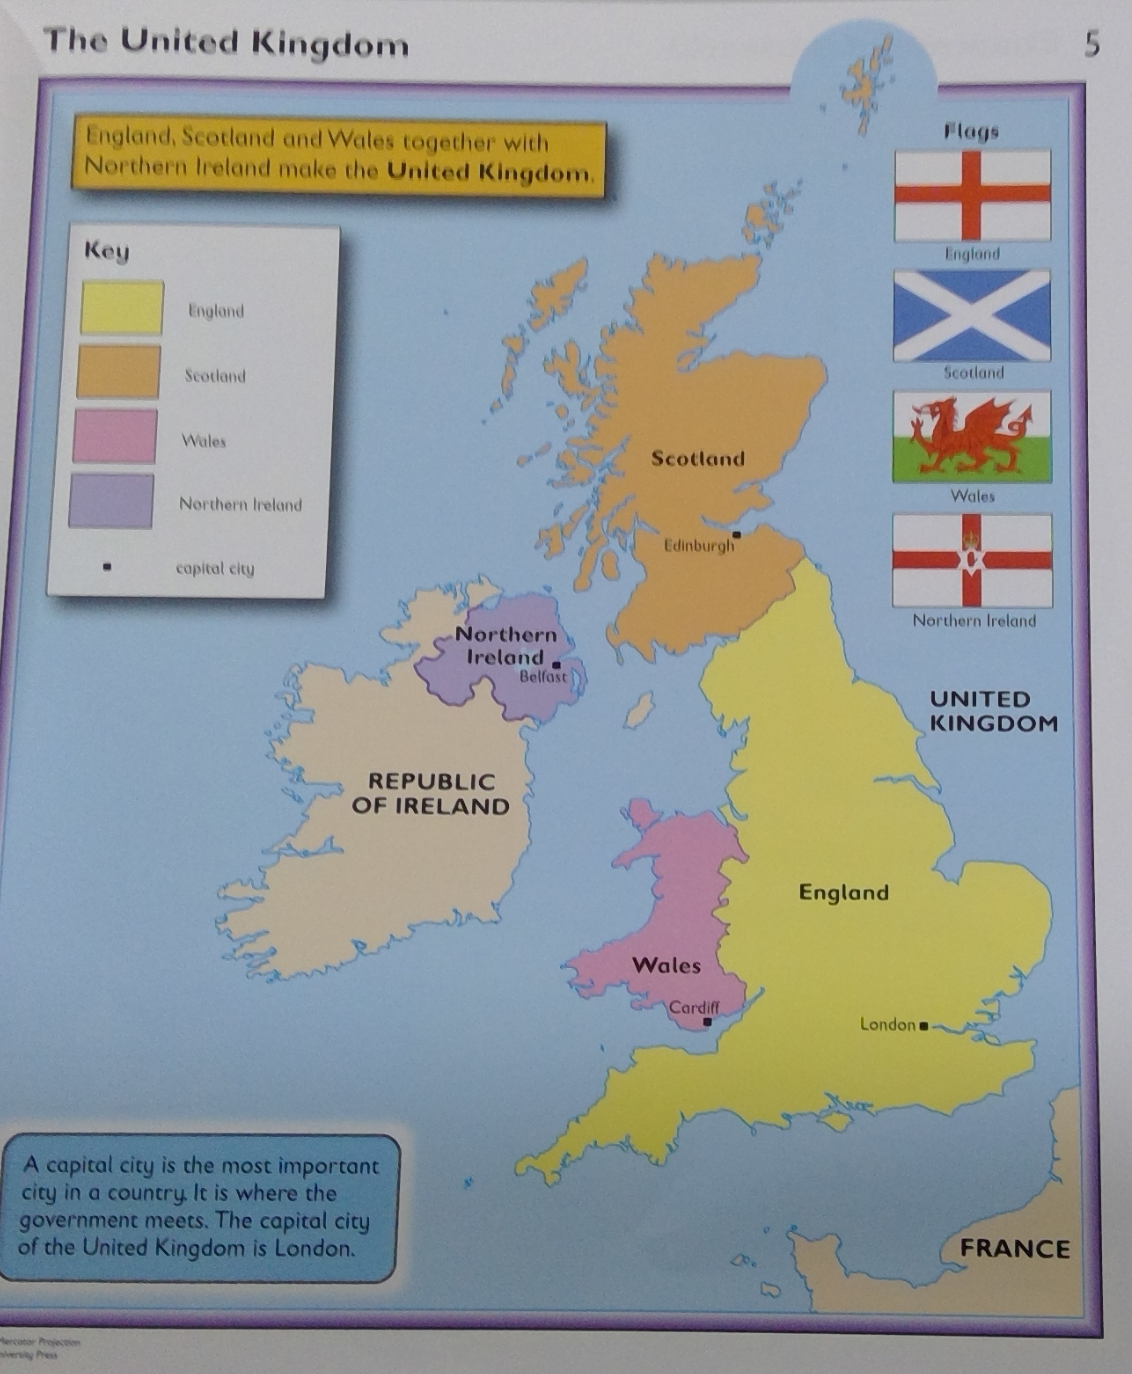 The United Kingdom
5
England, Scotland and Wales together with
Northern Ireland make the United Kingdom.
Key
England
Scotland
Wales
Northern Ireland
capital city
Flags
England
Scotland
Wales
Northern Ireland
Scotland
Edinburgh
Northern
Ireland
Belfast
UNITED
KINGDOM
REPUBLIC
OF IRELAND
England
Wales
Cardiff
London
A capital city is the most important
city in a country. It is where the
government meets. The capital city
of the United Kingdom is London.
FRANCE
Mercator Projection
University Press